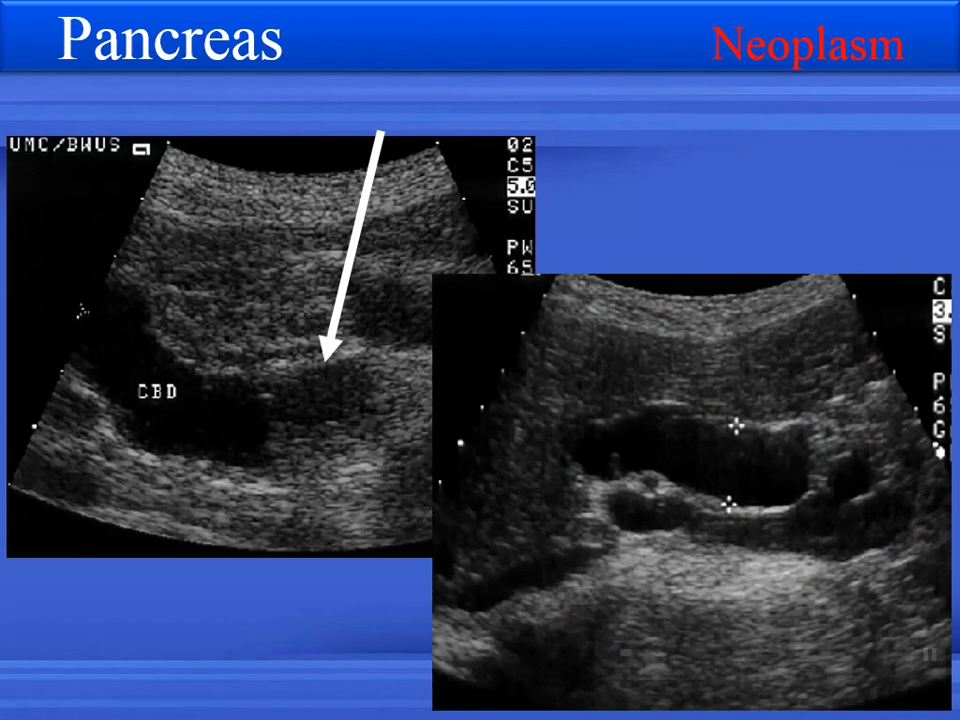 Pancreas
Neoplasm
UMC/BWUS
02
C5
5.0
SU
PW
65
CBD
C
3.
S
P
6
G